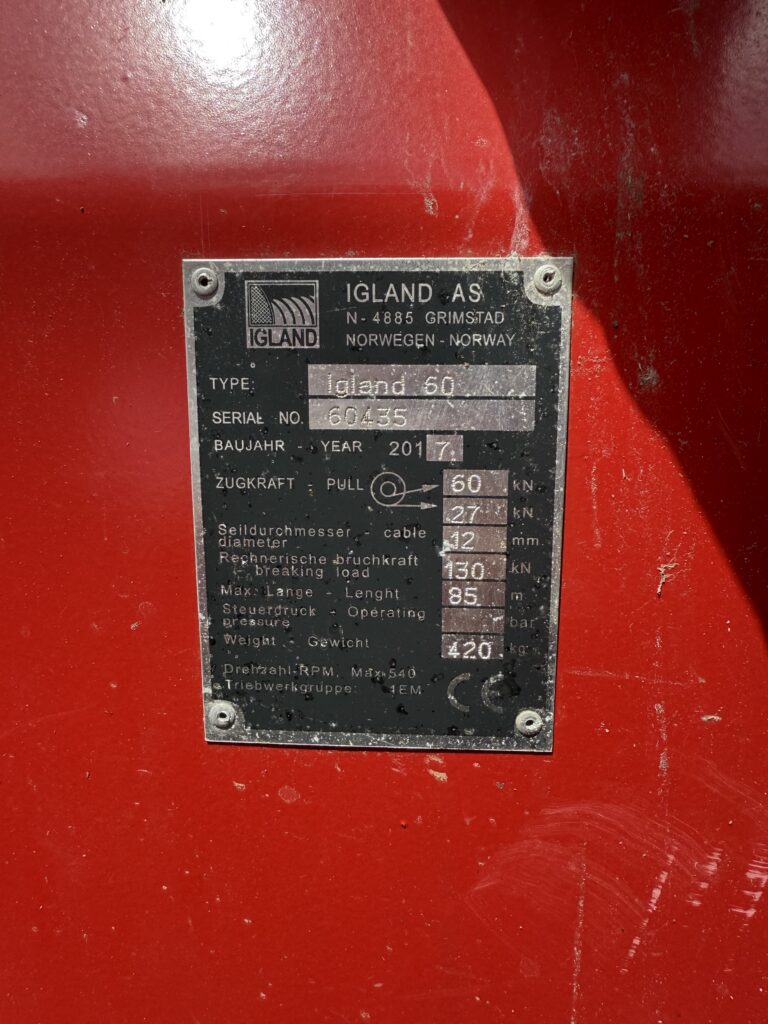 IGLAND
IGLAND AS
N-4885 GRIMSTAD
NORWEGEN-NORWAY
TYPE: Igland 60
SERIAL NO. 60435
BAUJAHR - YEAR 2017
ZUGKRAFT - PULL 60 kN
27 kN
Seildurchmesser - cable
diameter 12 mm
Rechnerische bruchkraft
- breaking load 130 kN
Max. Lange - Lenght 85 m
Steuerdruck - Operating
pressure bar
Weight - Gewicht 420 kg
Drehzahl-RPM. Max 540
Triebwerkgruppe: 1EM
CE